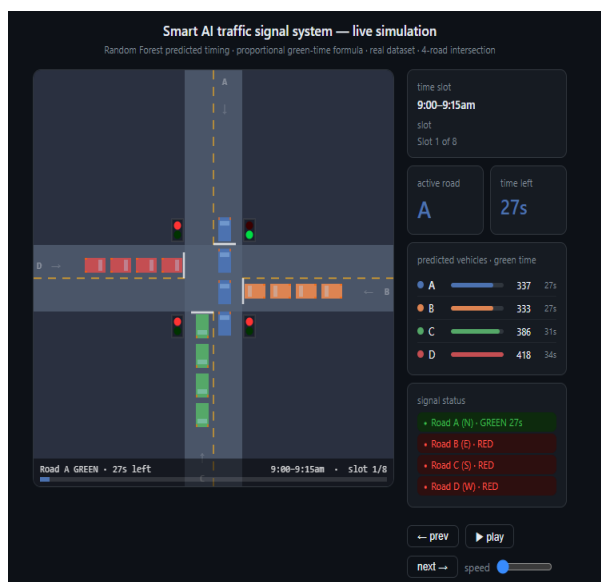 Smart AI traffic signal system — live simulation
Random Forest predicted timing · proportional green-time formula · real dataset · 4-road intersection
A
↓
D →
← B
↑
C
Road A GREEN · 27s left
9:00–9:15am · slot 1/8
time slot
9:00–9:15am
slot
Slot 1 of 8
active road
A
time left
27s
predicted vehicles · green time
A 337 27s
B 333 27s
C 386 31s
D 418 34s
signal status
• Road A (N) · GREEN 27s
• Road B (E) · RED
• Road C (S) · RED
• Road D (W) · RED
← prev
▶ play
next →
speed